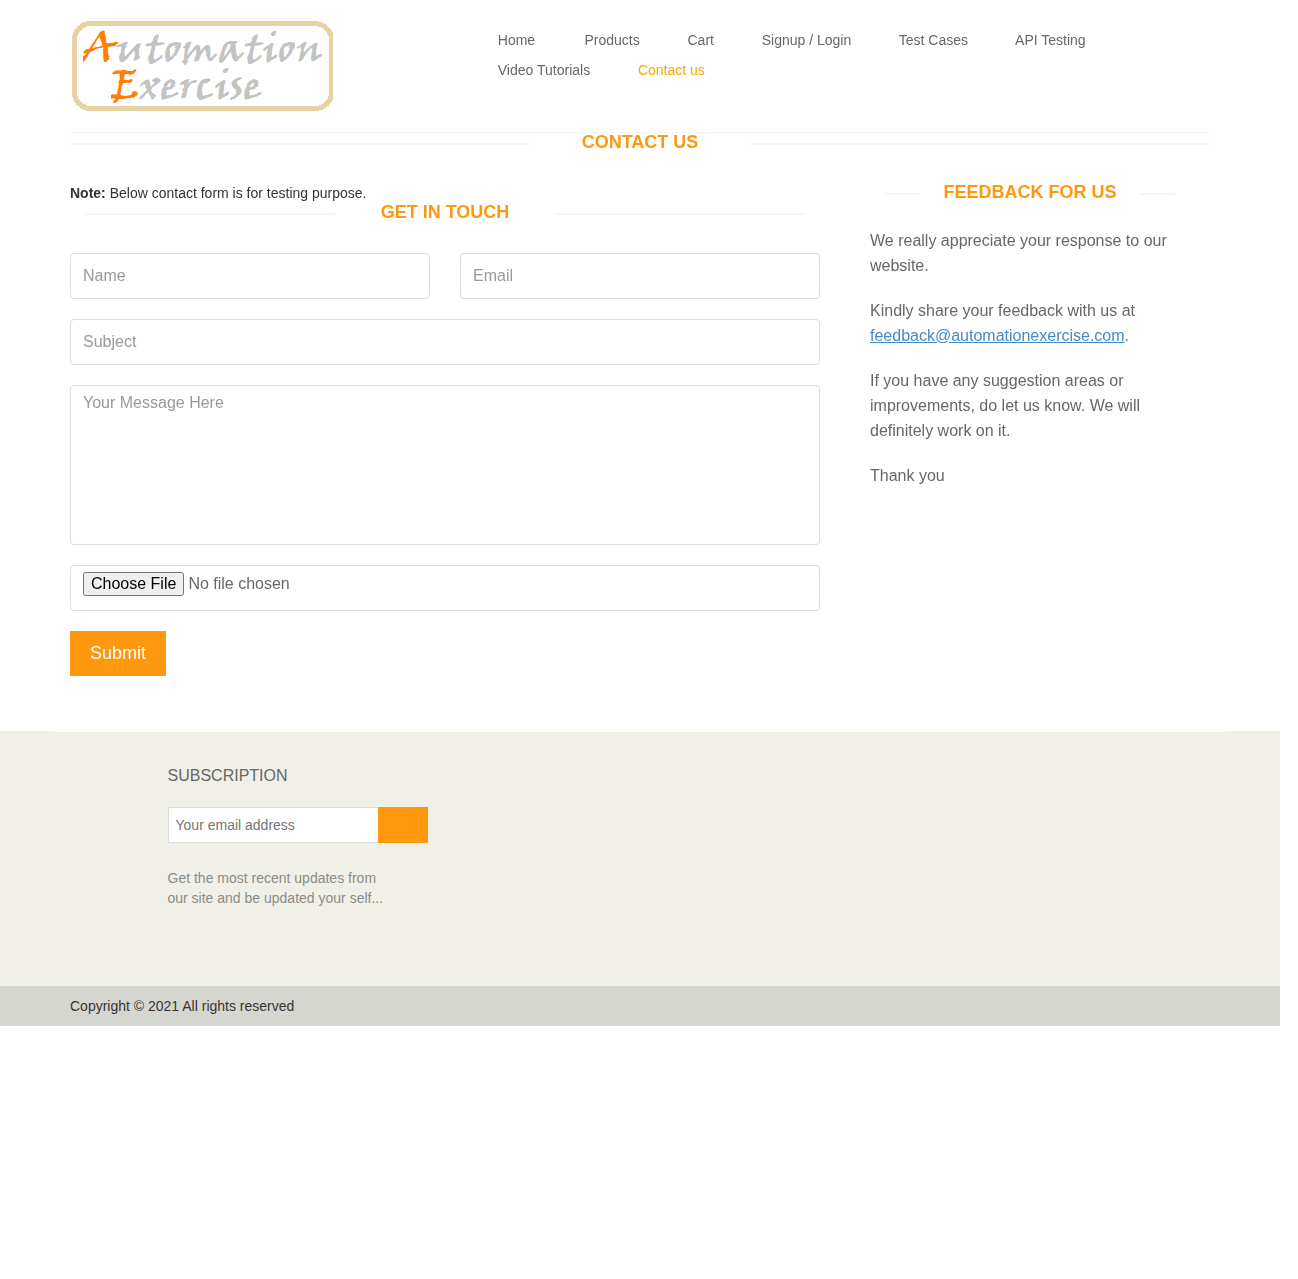 Automation
Exercise
Home Products Cart Signup / Login Test Cases API Testing
Video Tutorials Contact us
CONTACT US
Note: Below contact form is for testing purpose.
GET IN TOUCH
Name Email
Subject
Your Message Here
Choose File No file chosen
Submit
FEEDBACK FOR US
We really appreciate your response to our
website.
Kindly share your feedback with us at
feedback@automationexercise.com.
If you have any suggestion areas or
improvements, do let us know. We will
definitely work on it.
Thank you
SUBSCRIPTION
Your email address
Get the most recent updates from
our site and be updated your self...
Copyright © 2021 All rights reserved